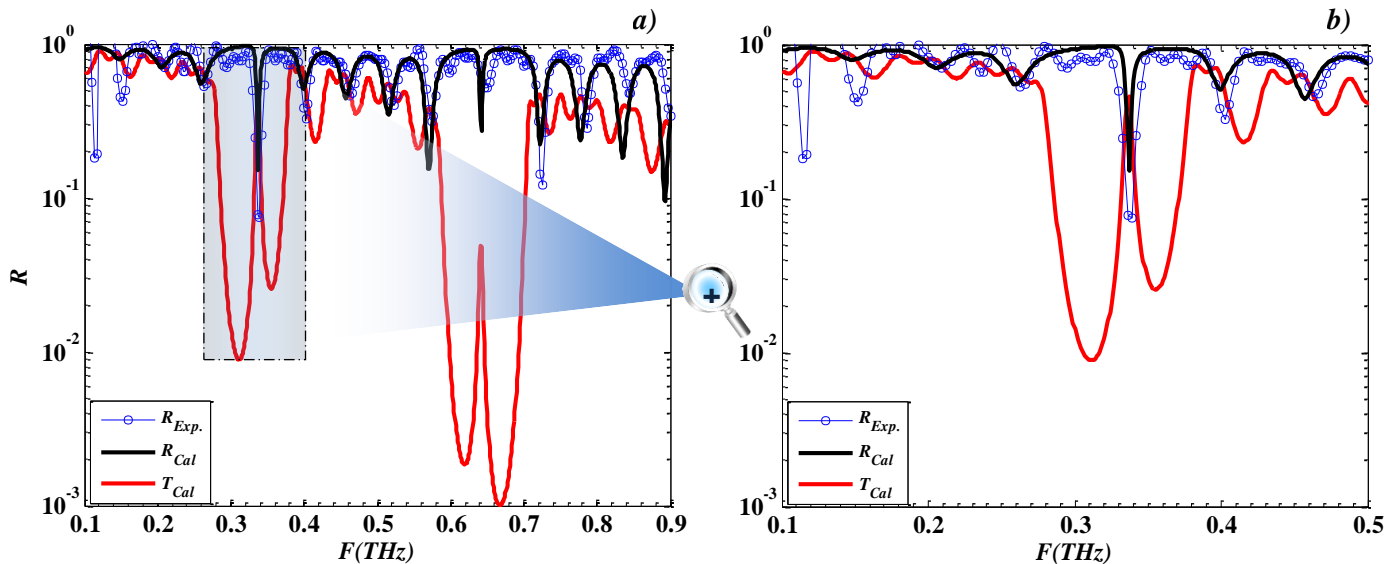 a)
R
10^0
10^-1
10^-2
10^-3
R_Exp.
R_Cal
T_Cal
0.1 0.2 0.3 0.4 0.5 0.6 0.7 0.8 0.9
F(THz)
+
b)
10^0
10^-1
10^-2
10^-3
R_Exp.
R_Cal
T_Cal
0.1 0.2 0.3 0.4 0.5
F(THz)